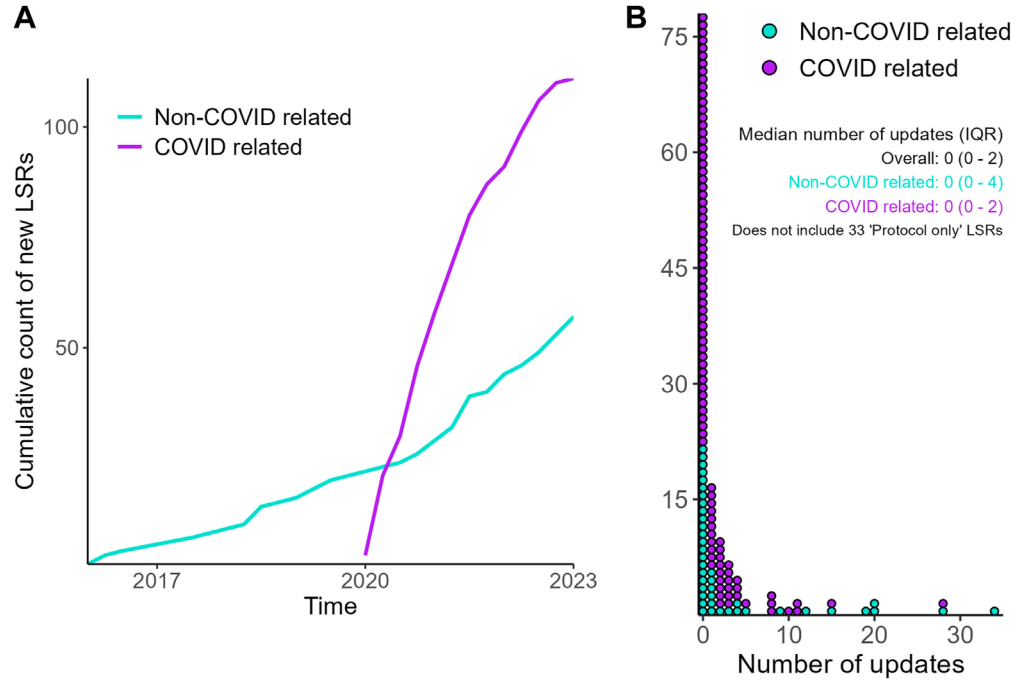 A
Non-COVID related
COVID related
Cumulative count of new LSRs
100
50
2017
2020
2023
Time
B
Non-COVID related
COVID related
Median number of updates (IQR)
Overall: 0 (0 - 2)
Non-COVID related: 0 (0 - 4)
COVID related: 0 (0 - 2)
Does not include 33 'Protocol only' LSRs
75
60
45
30
15
0
10
20
30
Number of updates